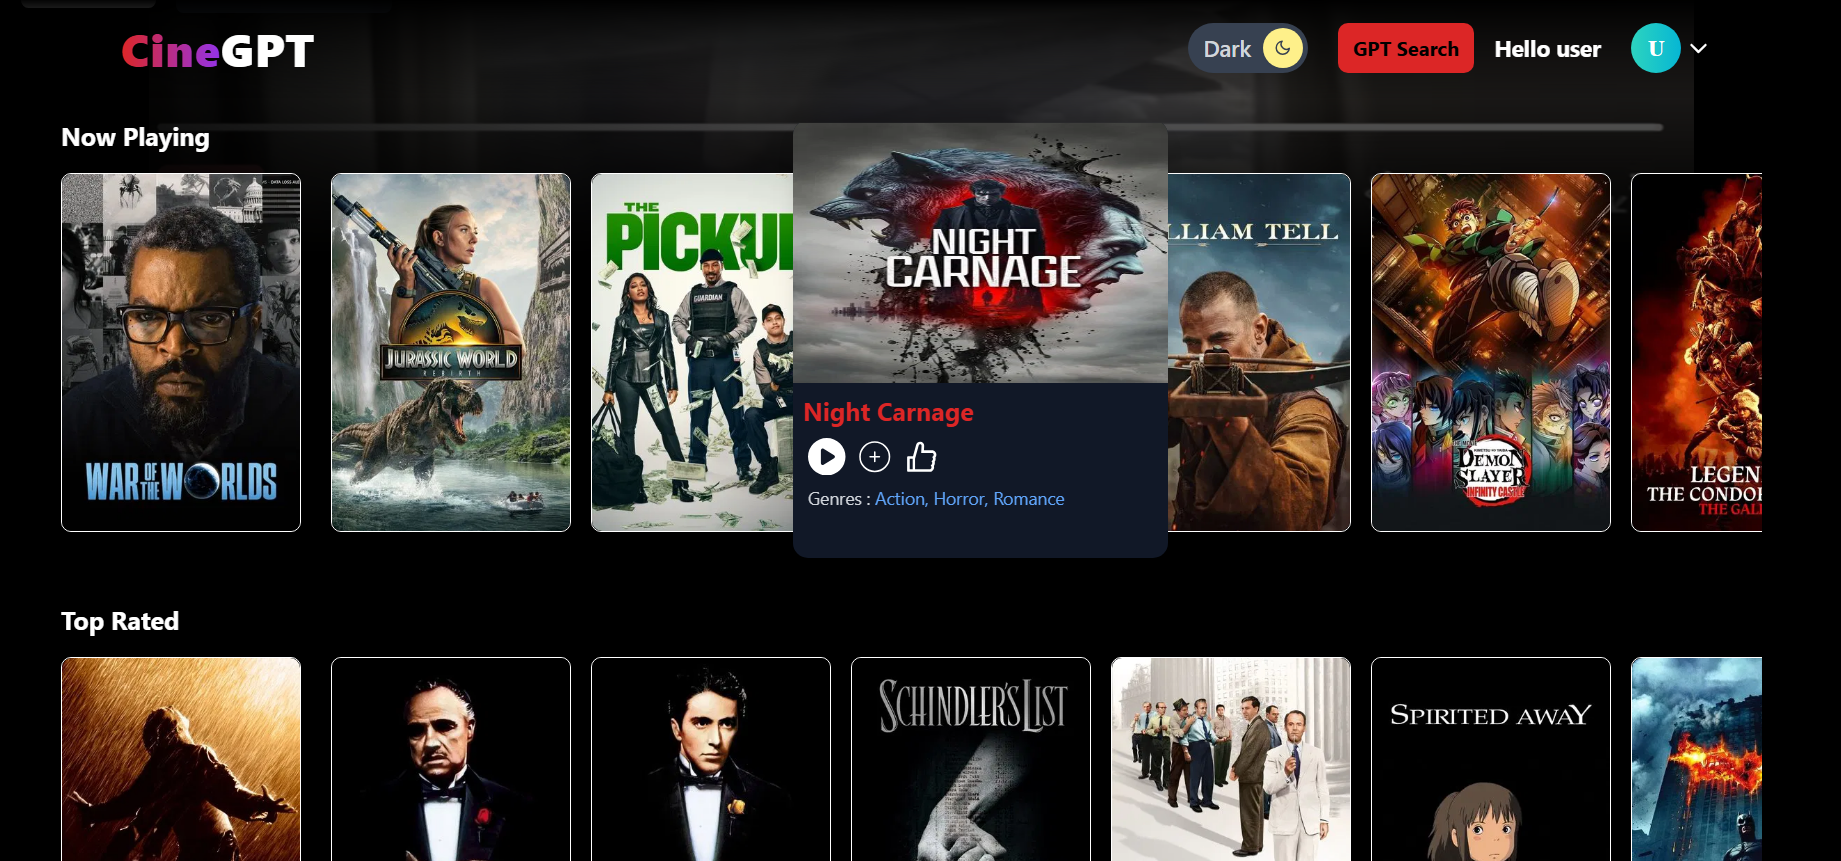 CineGPT
Dark
GPT Search
Hello user
U
Now Playing
WAR OF THE WORLDS
JURASSIC WORLD
REBIRTH
THE
PICKU
GUARDIAN
NIGHT
CARNAGE
Night Carnage
Genres : Action, Horror, Romance
LLIAM TELL
DEMON
SLAYER
INFINITY CASTLE
LEGEN
THE CONDO
THE GAL
Top Rated
SCHINDLER'S LIST
SPIRITED AWAY